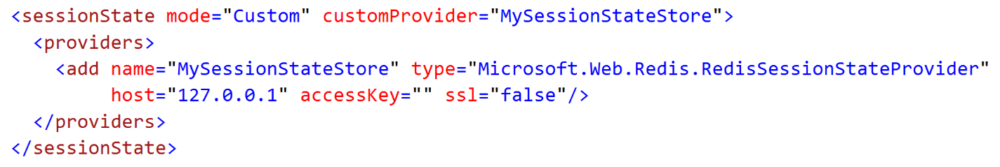 <sessionState mode="Custom" customProvider="MySessionStateStore">
<providers>
<add name="MySessionStateStore" type="Microsoft.Web.Redis.RedisSessionStateProvider"
host="127.0.0.1" accessKey="" ssl="false"/>
</providers>
</sessionState>